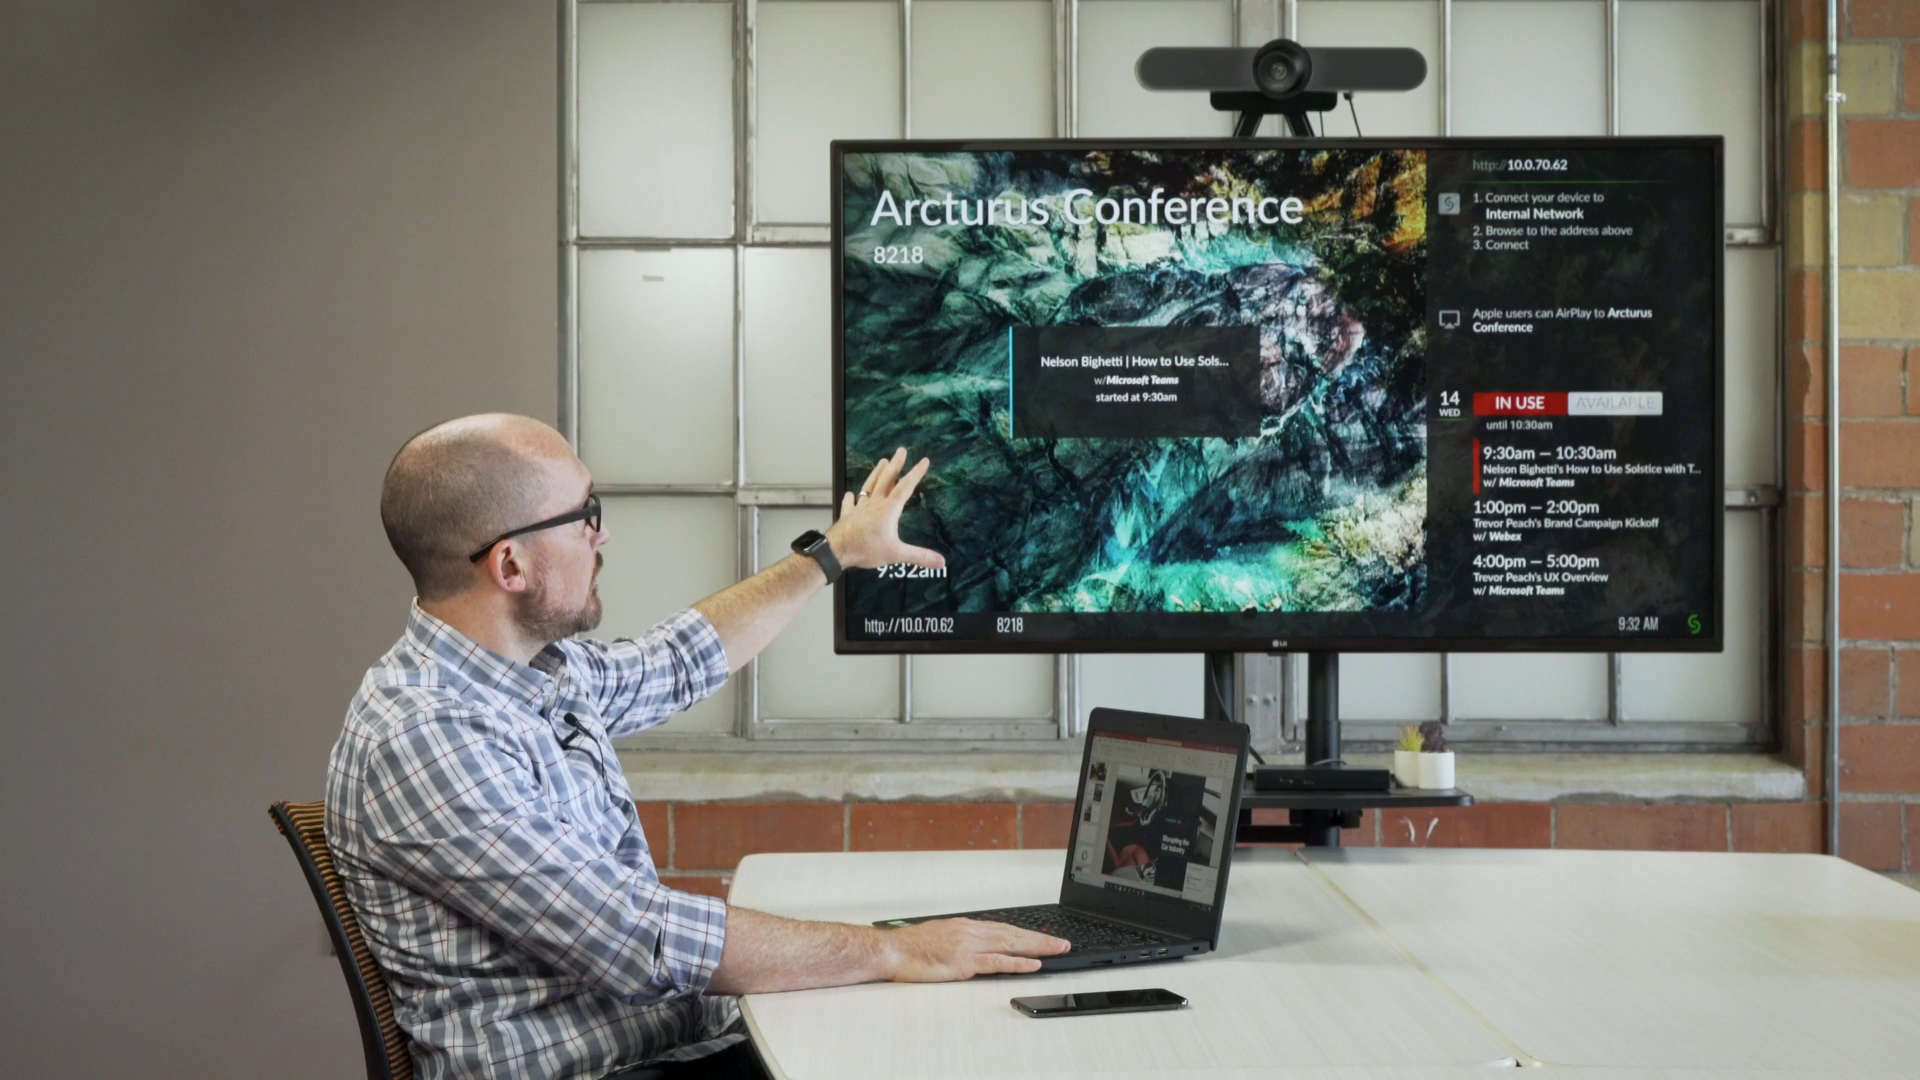 Arcturus Conference
8218
Nelson Bighetti | How to Use Sols...
w/Microsoft Teams
started at 9:30am
9:32am
http://10.0.70.62
8218
http://10.0.70.62
1. Connect your device to
Internal Network
2. Browse to the address above
3. Connect
Apple users can AirPlay to Arcturus
Conference
14
WED
IN USE
AVAILABLE
until 10:30am
9:30am — 10:30am
Nelson Bighetti's How to Use Solstice with T...
w/ Microsoft Teams
1:00pm — 2:00pm
Trevor Peach's Brand Campaign Kickoff
w/ Webex
4:00pm — 5:00pm
Trevor Peach's UX Overview
w/ Microsoft Teams
9:32 AM
LG
Disrupting the
Car Industry